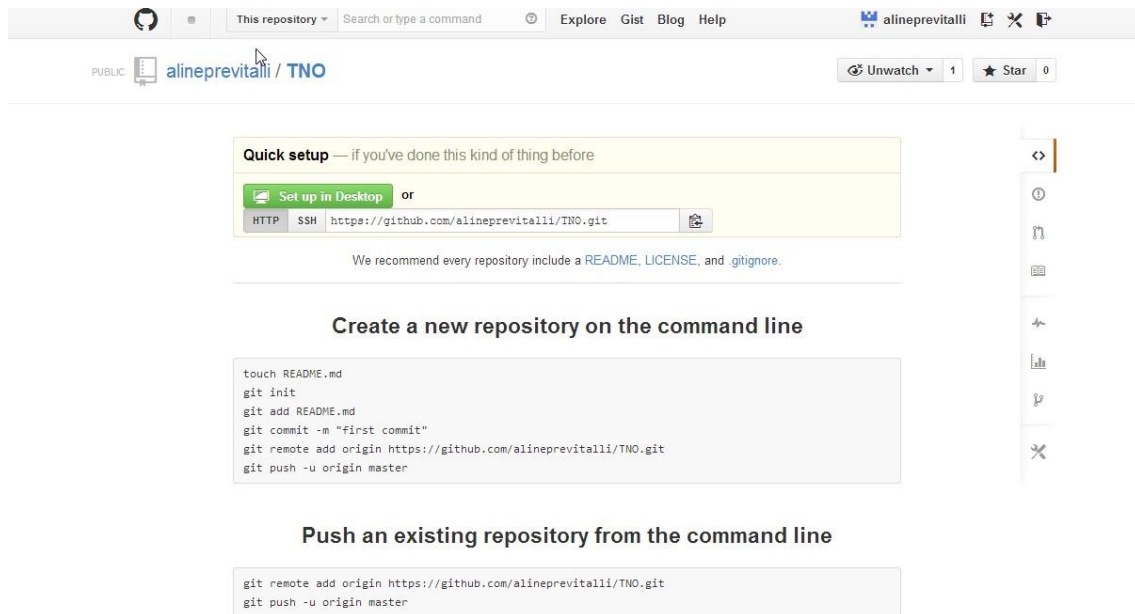 This repository Search or type a command Explore Gist Blog Help alineprevitalli
PUBLIC alineprevitalli / TNO Unwatch 1 Star 0
Quick setup — if you've done this kind of thing before
Set up in Desktop or
HTTP SSH https://github.com/alineprevitalli/TNO.git
We recommend every repository include a README, LICENSE, and .gitignore.
Create a new repository on the command line
touch README.md
git init
git add README.md
git commit -m "first commit"
git remote add origin https://github.com/alineprevitalli/TNO.git
git push -u origin master
Push an existing repository from the command line
git remote add origin https://github.com/alineprevitalli/TNO.git
git push -u origin master